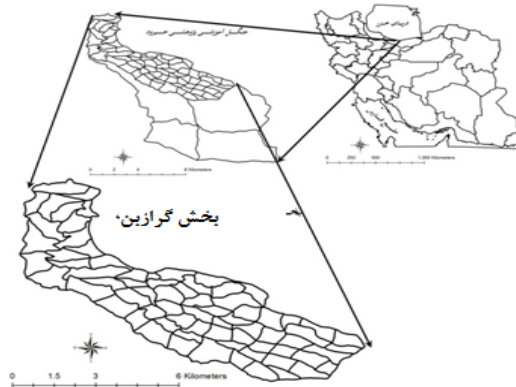 جنگل آموزشی پژوهشی خیرود
دریای خزر
0 2 4 8 Kilometers
0 250 500 1,000 Kilometers
بخش گرازبن،
0 1.5 3 6 Kilometers